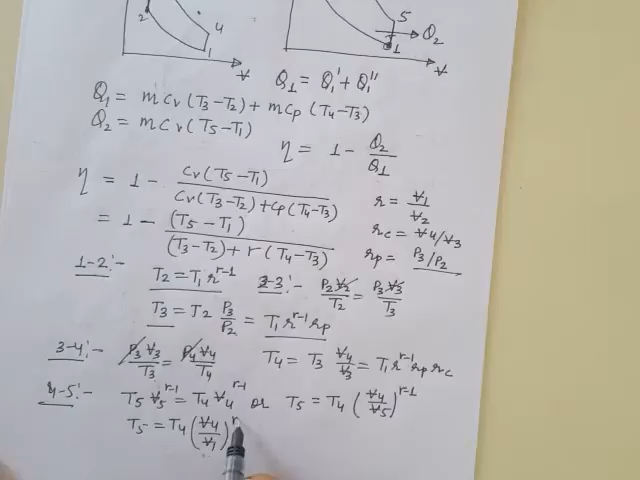 2 4 1 V
5 Q₂ 1 V
Q₁ = Q₁' + Q₁''
Q₁ = m Cv (T3-T2) + m Cp (T4-T3)
Q₂ = m Cv (T5-T1)
η = 1 - Q₂/Q₁
η = 1 - Cv (T5-T1) / Cv (T3-T2) + Cp (T4-T3)
r = V1/V2
= 1 - (T5-T1) / (T3-T2) + r (T4-T3)
rc = V4/V3
rp = P3/P2
1-2:- T2 = T1 r^r-1
2-3:- P2V2/T2 = P3V3/T3
T3 = T2 P3/P2 = T1 r^r-1 rp
3-4:- P3V3/T3 = P4V4/T4 T4 = T3 V4/V3 = T1 r^r-1 rp rc
4-5:- T5 V5^r-1 = T4 V4^r-1 or T5 = T4 (V4/V5)^r-1
T5 = T4 (V4/V1)^r